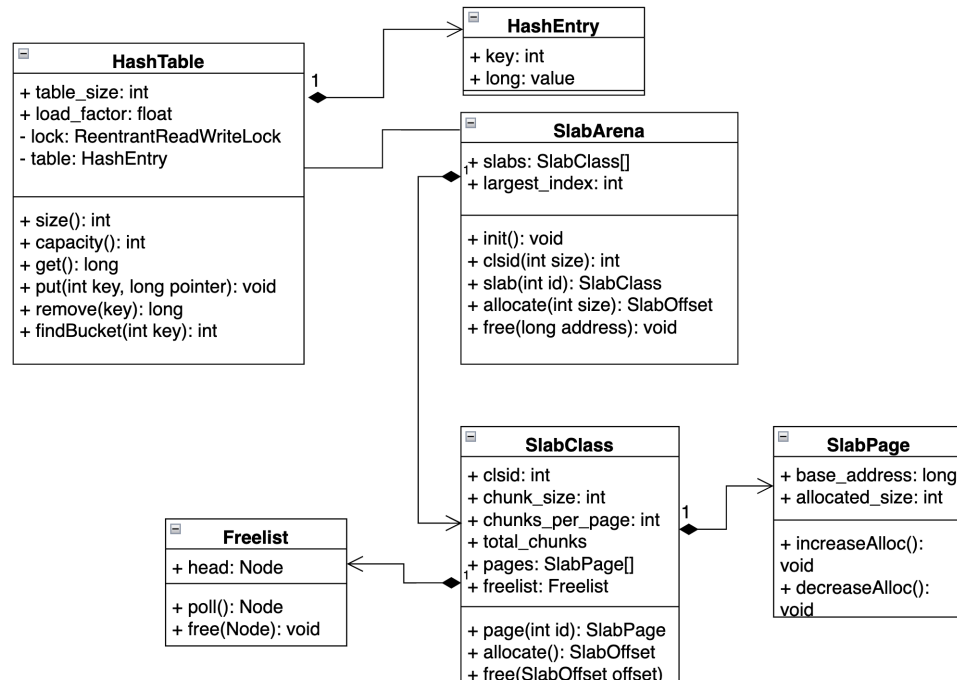 HashEntry
+ key: int
+ long: value
HashTable
+ table_size: int
+ load_factor: float
- lock: ReentrantReadWriteLock
- table: HashEntry
+ size(): int
+ capacity(): int
+ get(): long
+ put(int key, long pointer): void
+ remove(key): long
+ findBucket(int key): int
1
SlabArena
+ slabs: SlabClass[]
+ largest_index: int
+ init(): void
+ clsid(int size): int
+ slab(int id): SlabClass
+ allocate(int size): SlabOffset
+ free(long address): void
1
SlabClass
+ clsid: int
+ chunk_size: int
+ chunks_per_page: int
+ total_chunks
+ pages: SlabPage[]
+ freelist: Freelist
+ page(int id): SlabPage
+ allocate(): SlabOffset
+ free(SlabOffset offset)
1
1
SlabPage
+ base_address: long
+ allocated_size: int
+ increaseAlloc():
void
+ decreaseAlloc():
void
Freelist
+ head: Node
+ poll(): Node
+ free(Node): void